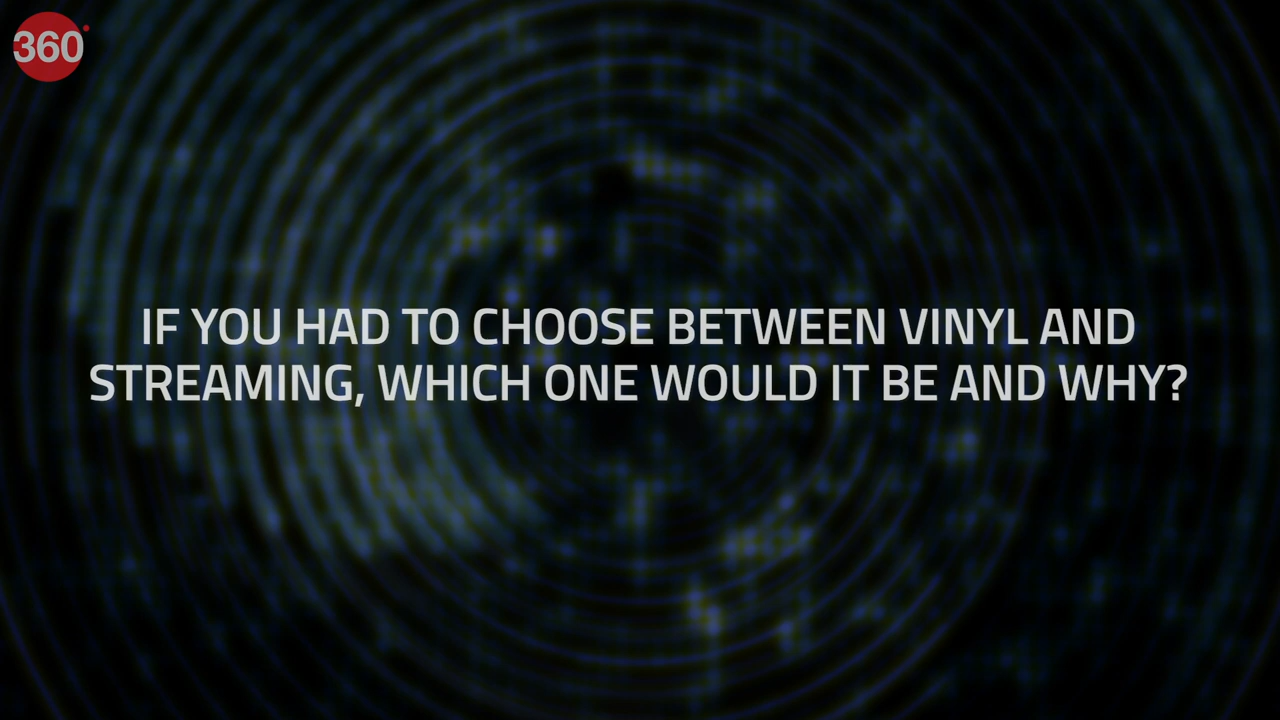 360°
IF YOU HAD TO CHOOSE BETWEEN VINYL AND
STREAMING, WHICH ONE WOULD IT BE AND WHY?